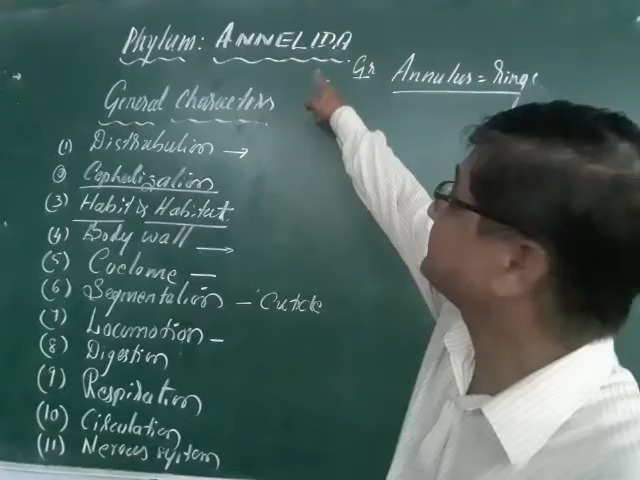 Phylum: ANNELIDA
Gr Annulus = Ringe
General Characters
(1) Distribution →
(2) Cephalization
(3) Habit & Habitat
(4) Body wall →
(5) Coelome —
(6) Segmentation – Cuticle
(7) Locomotion –
(8) Digestion
(9) Respiration
(10) Circulation
(11) Nervous system